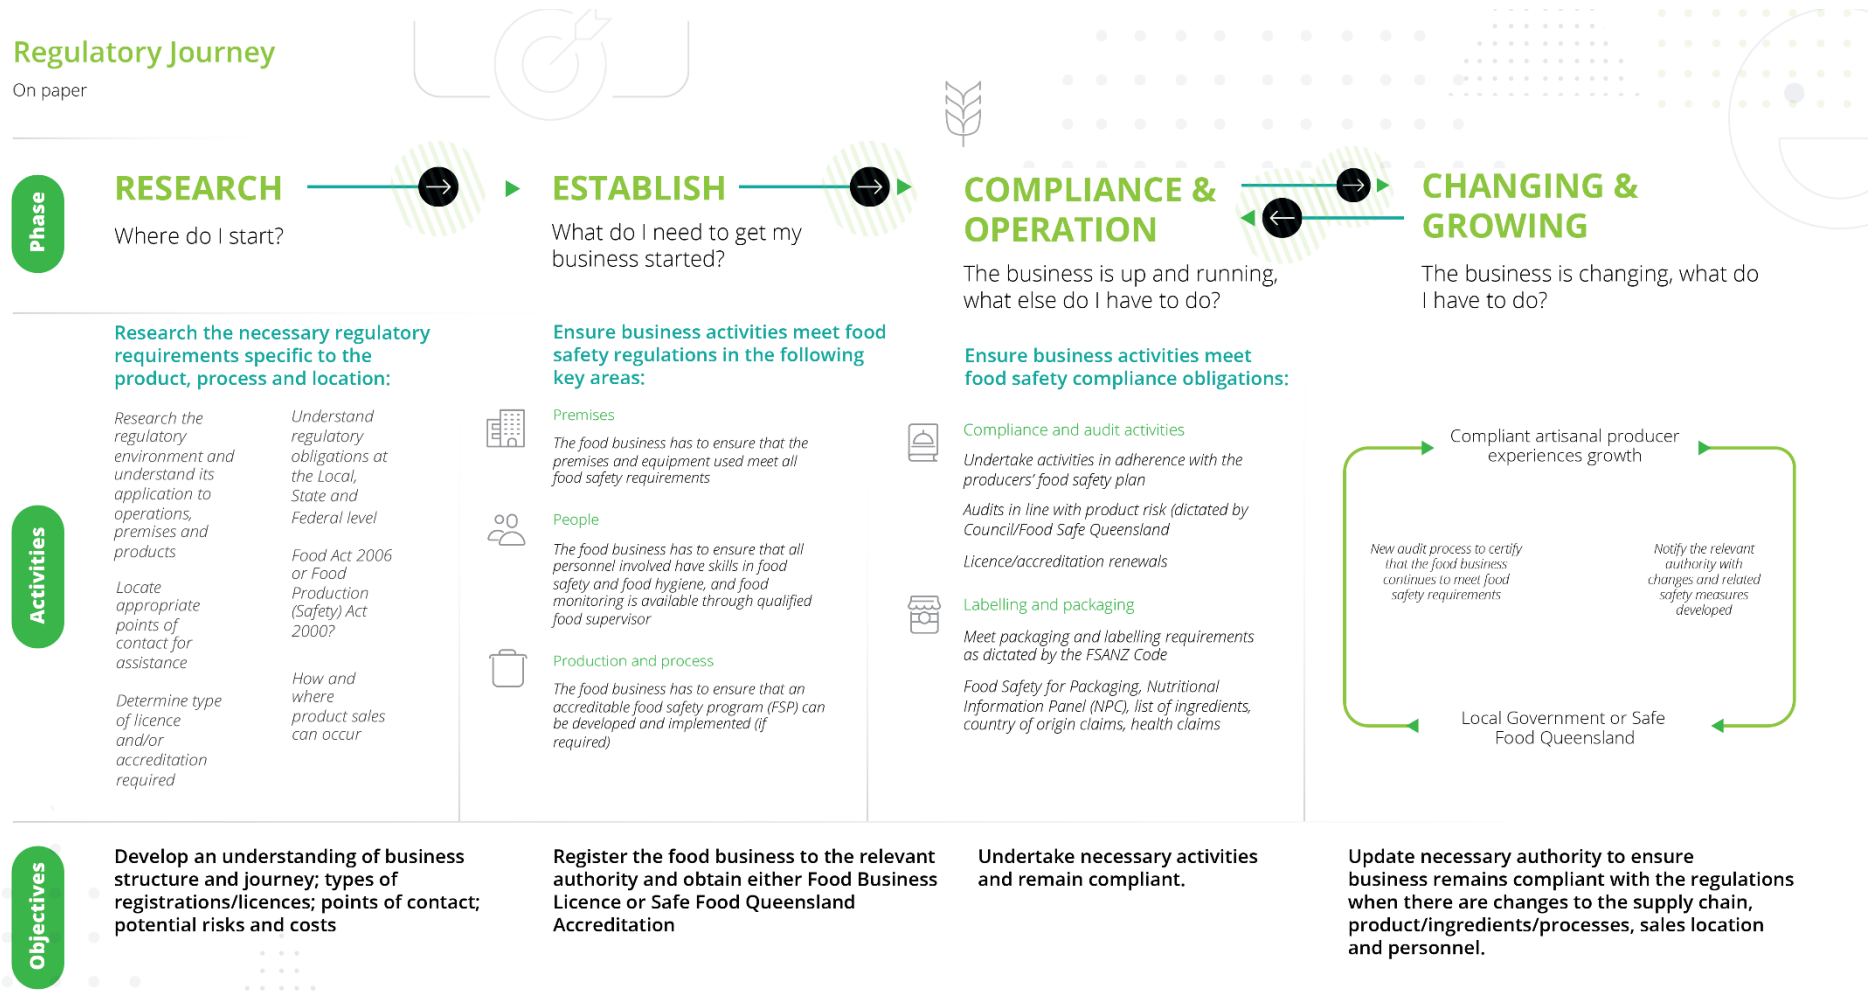 Regulatory Journey
On paper
Phase
RESEARCH
Where do I start?
ESTABLISH
What do I need to get my
business started?
COMPLIANCE &
OPERATION
The business is up and running,
what else do I have to do?
CHANGING &
GROWING
The business is changing, what do
I have to do?
Activities
Research the necessary regulatory
requirements specific to the
product, process and location:
Research the
regulatory
environment and
understand its
application to
operations,
premises and
products
Locate
appropriate
points of
contact for
assistance
Determine type
of licence
and/or
accreditation
required
Understand
regulatory
obligations at
the Local,
State and
Federal level
Food Act 2006
or Food
Production
(Safety) Act
2000?
How and
where
product sales
can occur
Ensure business activities meet food
safety regulations in the following
key areas:
Premises
The food business has to ensure that the
premises and equipment used meet all
food safety requirements
People
The food business has to ensure that all
personnel involved have skills in food
safety and food hygiene, and food
monitoring is available through qualified
food supervisor
Production and process
The food business has to ensure that an
accreditable food safety program (FSP) can
be developed and implemented (if
required)
Ensure business activities meet
food safety compliance obligations:
Compliance and audit activities
Undertake activities in adherence with the
producers' food safety plan
Audits in line with product risk (dictated by
Council/Food Safe Queensland
Licence/accreditation renewals
Labelling and packaging
Meet packaging and labelling requirements
as dictated by the FSANZ Code
Food Safety for Packaging, Nutritional
Information Panel (NPC), list of ingredients,
country of origin claims, health claims
Compliant artisanal producer
experiences growth
New audit process to certify
that the food business
continues to meet food
safety requirements
Notify the relevant
authority with
changes and related
safety measures
developed
Local Government or Safe
Food Queensland
Objectives
Develop an understanding of business
structure and journey; types of
registrations/licences; points of contact;
potential risks and costs
Register the food business to the relevant
authority and obtain either Food Business
Licence or Safe Food Queensland
Accreditation
Undertake necessary activities
and remain compliant.
Update necessary authority to ensure
business remains compliant with the regulations
when there are changes to the supply chain,
product/ingredients/processes, sales location
and personnel.